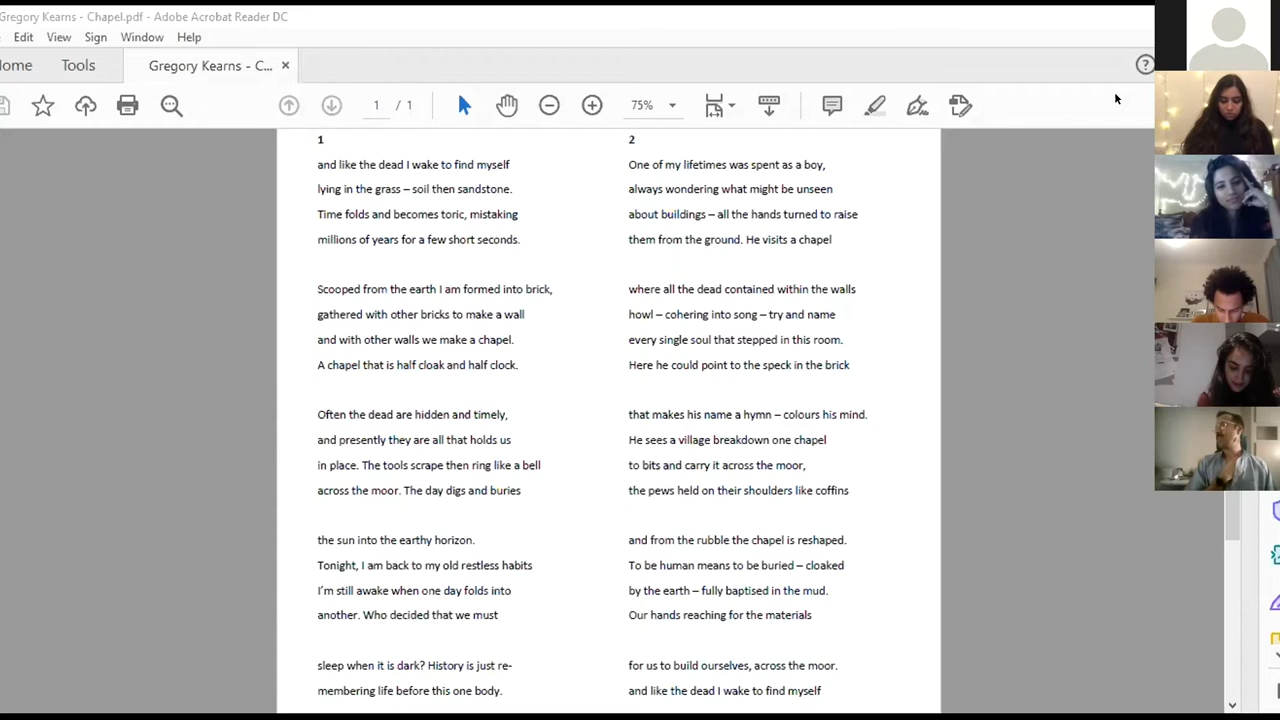 Gregory Kearns - Chapel.pdf - Adobe Acrobat Reader DC
Edit View Sign Window Help
Tools
Gregory Kearns - C... ×
1 / 1
75%
1
and like the dead I wake to find myself
lying in the grass – soil then sandstone.
Time folds and becomes toric, mistaking
millions of years for a few short seconds.
Scooped from the earth I am formed into brick,
gathered with other bricks to make a wall
and with other walls we make a chapel.
A chapel that is half cloak and half clock.
Often the dead are hidden and timely,
and presently they are all that holds us
in place. The tools scrape then ring like a bell
across the moor. The day digs and buries
the sun into the earthy horizon.
Tonight, I am back to my old restless habits
I'm still awake when one day folds into
another. Who decided that we must
sleep when it is dark? History is just re-
membering life before this one body.
2
One of my lifetimes was spent as a boy,
always wondering what might be unseen
about buildings – all the hands turned to raise
them from the ground. He visits a chapel
where all the dead contained within the walls
howl – cohering into song – try and name
every single soul that stepped in this room.
Here he could point to the speck in the brick
that makes his name a hymn – colours his mind.
He sees a village breakdown one chapel
to bits and carry it across the moor,
the pews held on their shoulders like coffins
and from the rubble the chapel is reshaped.
To be human means to be buried – cloaked
by the earth – fully baptised in the mud.
Our hands reaching for the materials
for us to build ourselves, across the moor.
and like the dead I wake to find myself